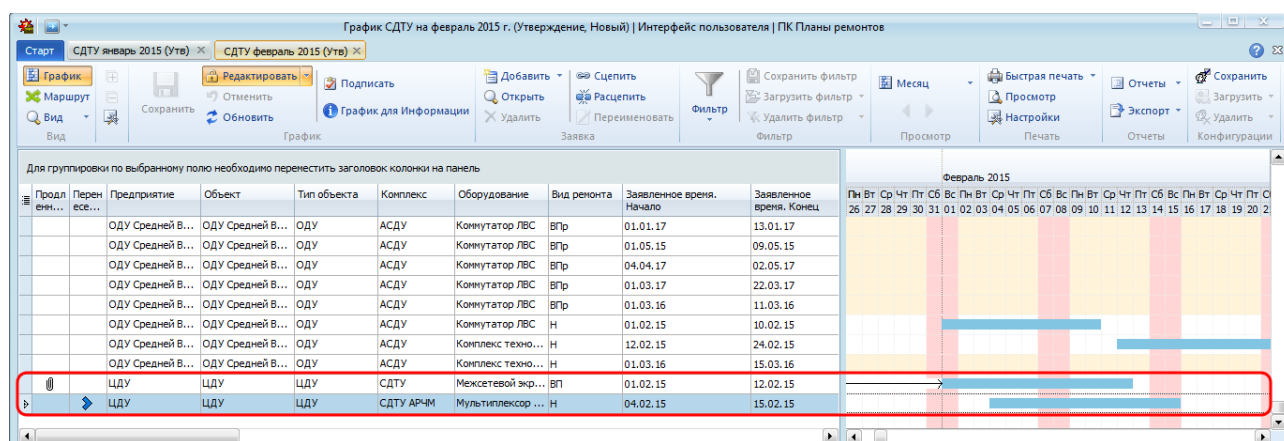 График СДТУ на февраль 2015 г. (Утверждение, Новый) | Интерфейс пользователя | ПК Планы ремонтов
Старт СДТУ январь 2015 (Утв) СДТУ февраль 2015 (Утв)
График Редактировать Подписать Добавить Сцепить Сохранить фильтр Месяц Быстрая печать Отчеты Сохранить
Маршрут Сохранить Отменить Открыть Расцепить Фильтр Загрузить фильтр Просмотр Загрузить
Вид Обновить График для Информации Удалить Переименовать Удалить фильтр Настройки Экспорт Удалить
Вид График Заявка Фильтр Просмотр Печать Отчеты Конфигурации
Для группировки по выбранному полю необходимо переместить заголовок колонки на панель
Февраль 2015
Продл енн... Перен есе... Предприятие Объект Тип объекта Комплекс Оборудование Вид ремонта Заявленное время. Начало Заявленное время. Конец
Пн Вт Ср Чт Пт Сб Вс Пн Вт Ср Чт Пт Сб Вс Пн Вт Ср Чт Пт Сб Вс Пн Вт Ср Чт Пт
26 27 28 29 30 31 01 02 03 04 05 06 07 08 09 10 11 12 13 14 15 16 17 18 19 20
ОДУ Средней В... ОДУ Средней В... ОДУ АСДУ Коммутатор ЛВС ВПр 01.01.17 13.01.17
ОДУ Средней В... ОДУ Средней В... ОДУ АСДУ Коммутатор ЛВС ВПр 01.05.15 09.05.15
ОДУ Средней В... ОДУ Средней В... ОДУ АСДУ Коммутатор ЛВС ВПр 04.04.17 02.05.17
ОДУ Средней В... ОДУ Средней В... ОДУ АСДУ Коммутатор ЛВС ВПр 01.03.17 22.03.17
ОДУ Средней В... ОДУ Средней В... ОДУ АСДУ Коммутатор ЛВС ВПр 01.03.16 11.03.16
ОДУ Средней В... ОДУ Средней В... ОДУ АСДУ Коммутатор ЛВС Н 01.02.15 10.02.15
ОДУ Средней В... ОДУ Средней В... ОДУ АСДУ Комплекс техно... Н 12.02.15 24.02.15
ОДУ Средней В... ОДУ Средней В... ОДУ АСДУ Комплекс техно... Н 01.03.16 15.03.16
ЦДУ ЦДУ ЦДУ СДТУ Межсетевой экр... ВП 01.02.15 12.02.15
ЦДУ ЦДУ ЦДУ СДТУ АРЧМ Мультиплексор ... Н 04.02.15 15.02.15